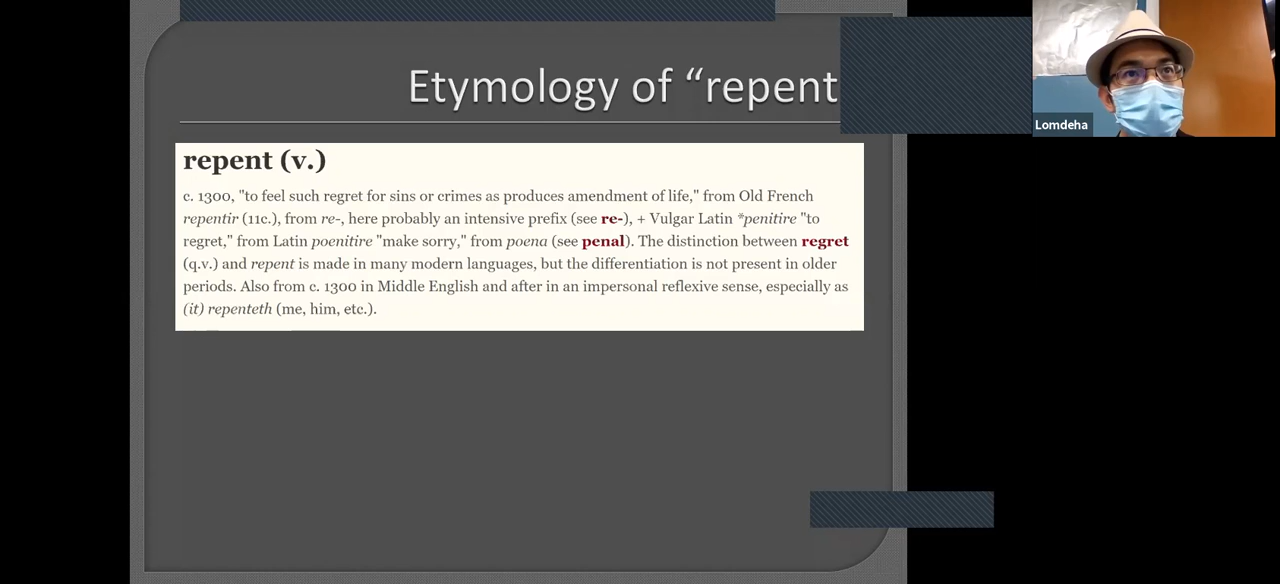 Etymology of “repent
repent (v.)
c. 1300, "to feel such regret for sins or crimes as produces amendment of life," from Old French
repentir (11c.), from re-, here probably an intensive prefix (see re-), + Vulgar Latin *penitire "to
regret," from Latin poenitire "make sorry," from poena (see penal). The distinction between regret
(q.v.) and repent is made in many modern languages, but the differentiation is not present in older
periods. Also from c. 1300 in Middle English and after in an impersonal reflexive sense, especially as
(it) repenteth (me, him, etc.).
Lomdeha